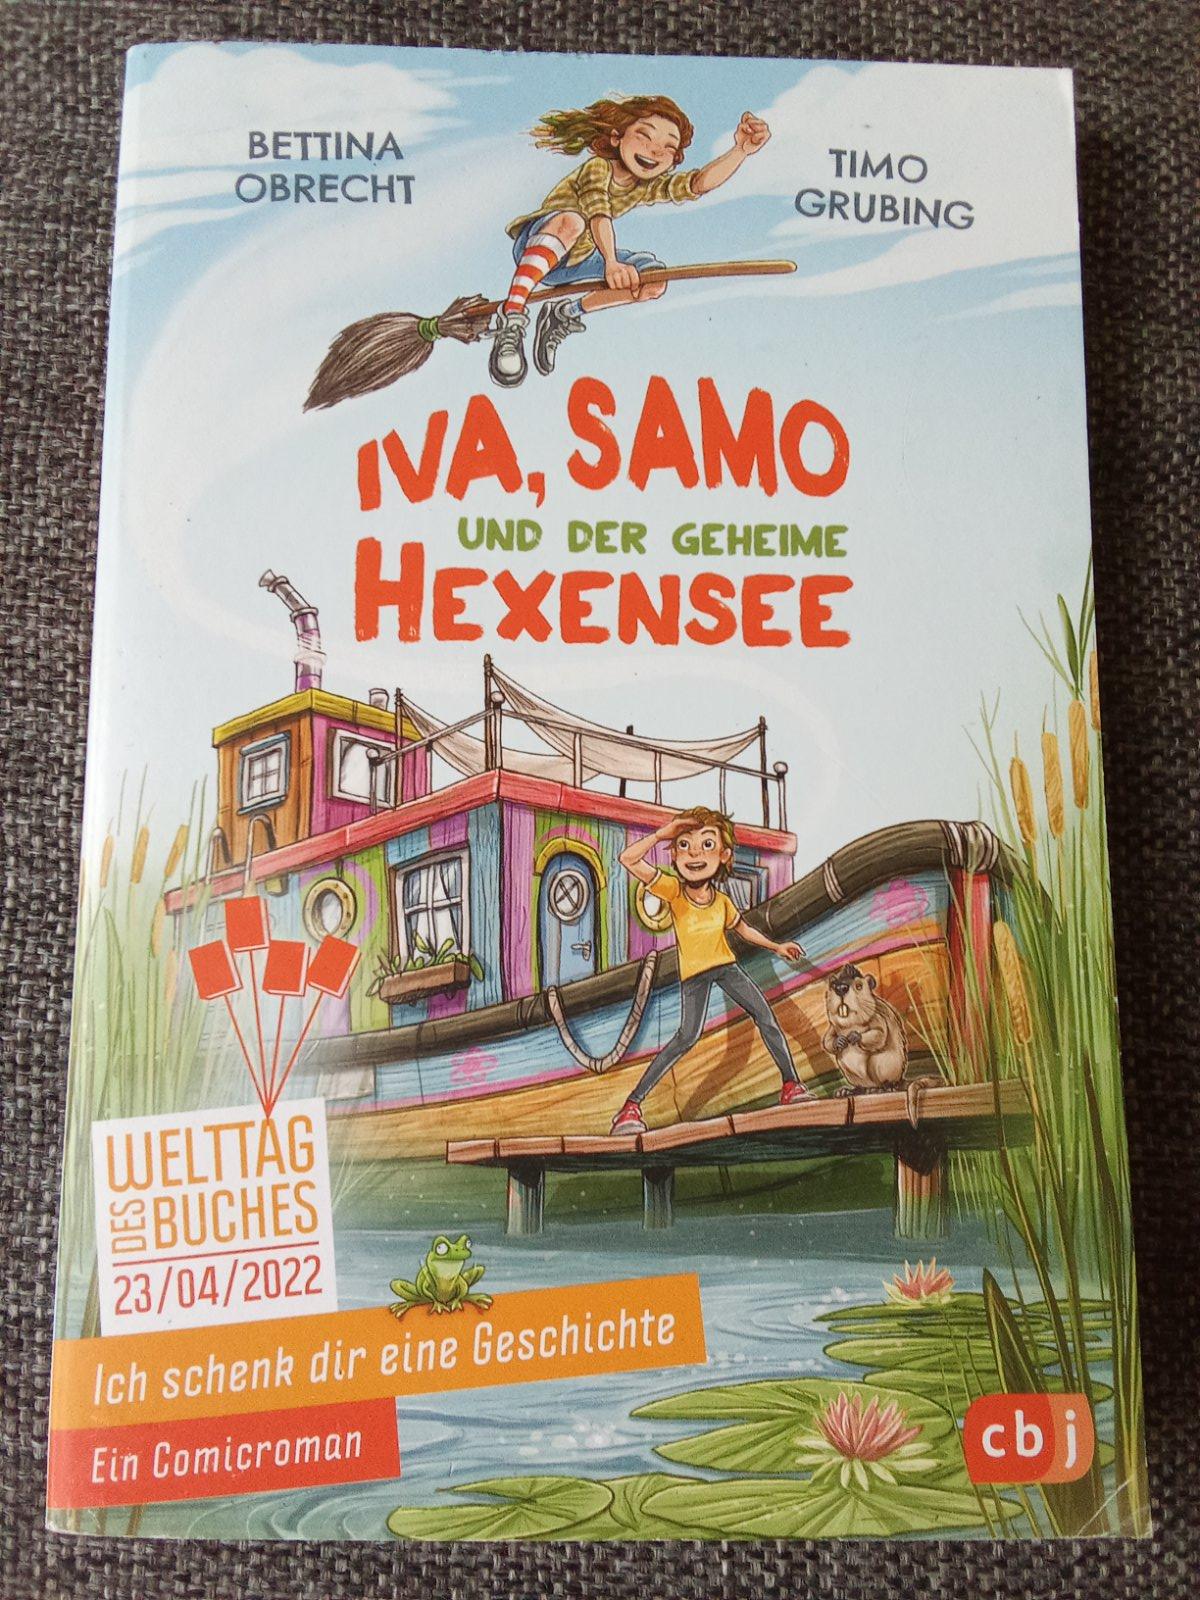 BETTINA
OBRECHT
TIMO
GRUBING
IVA, SAMO
UND DER GEHEIME
HEXENSEE
WELTTAG
DES BUCHES
23/04/2022
Ich schenk dir eine Geschichte
Ein Comicroman
cbj